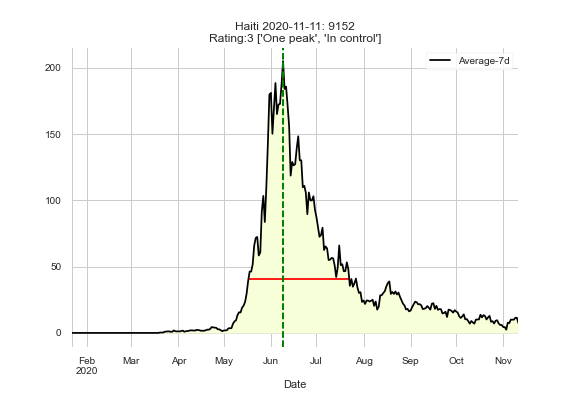 Haiti 2020-11-11: 9152
Rating:3 ['One peak', 'In control']
Average-7d
200
150
100
50
0
Feb Mar Apr May Jun Jul Aug Sep Oct Nov
2020
Date